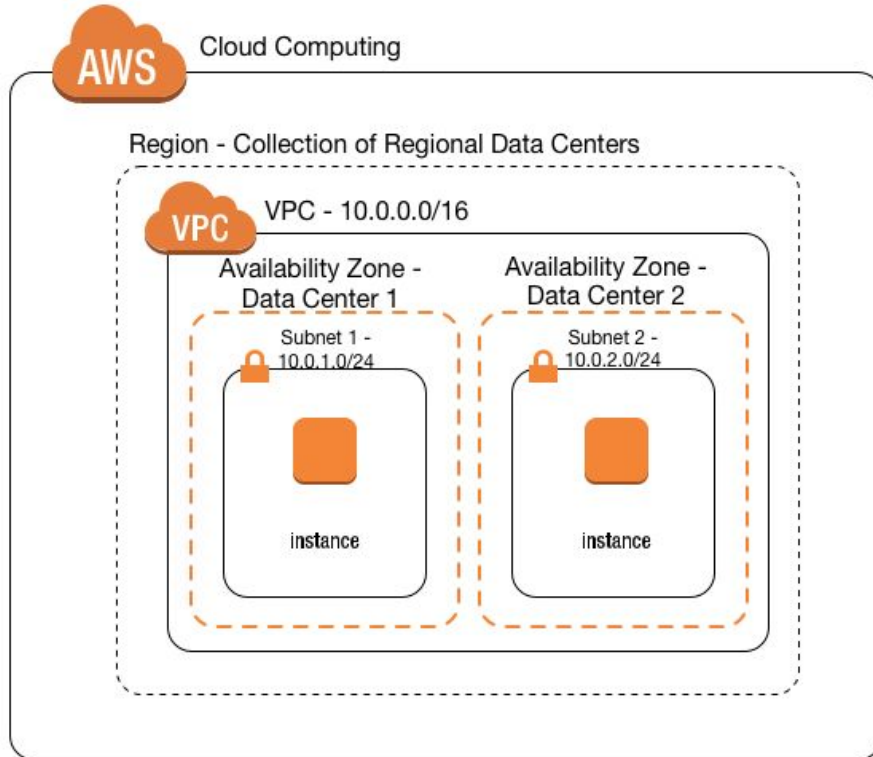 AWS
Cloud Computing
Region - Collection of Regional Data Centers
VPC
VPC - 10.0.0.0/16
Availability Zone -
Data Center 1
Availability Zone -
Data Center 2
Subnet 1 -
10.0.1.0/24
Subnet 2 -
10.0.2.0/24
instance
instance